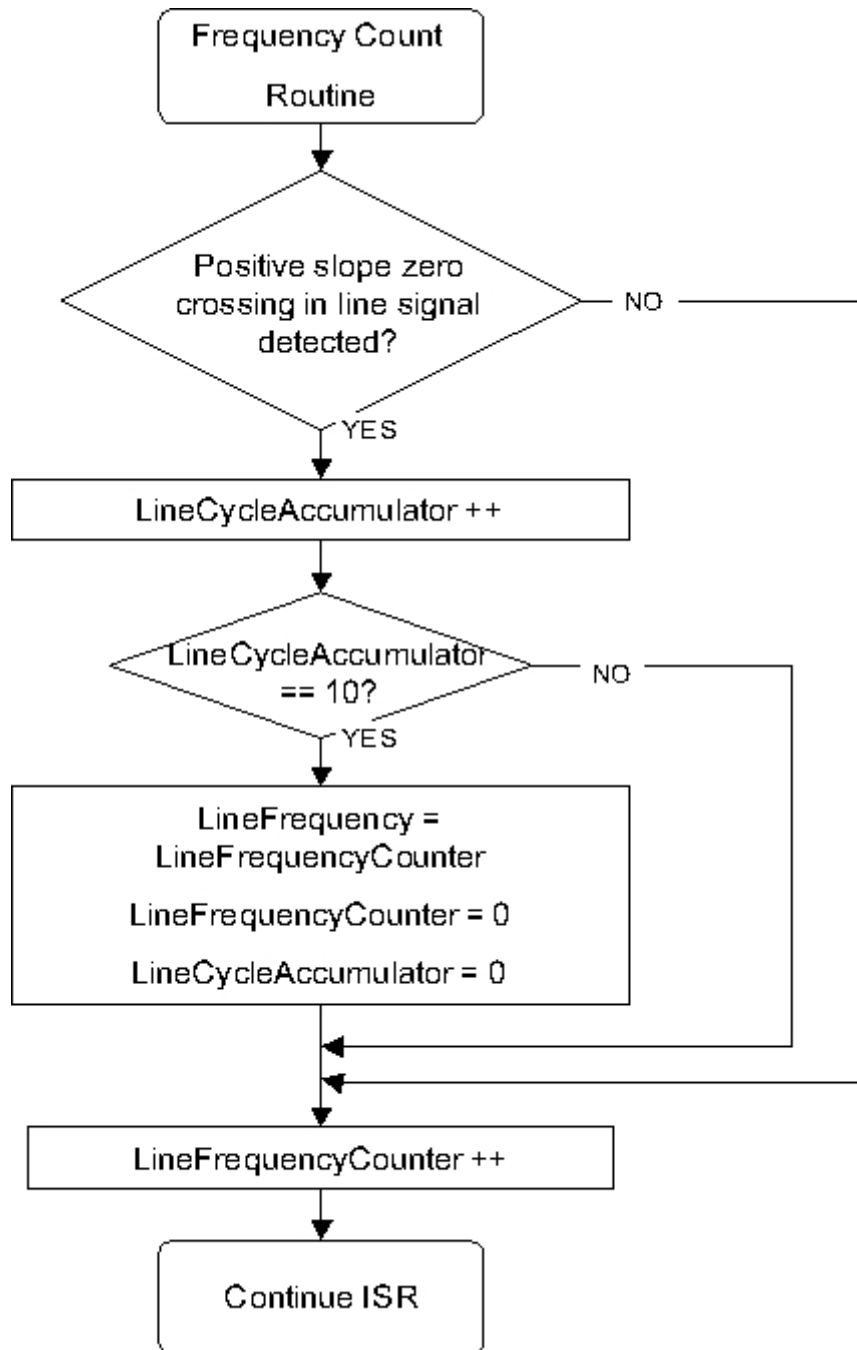 Frequency Count
Routine
Positive slope zero
crossing in line signal
detected?
NO
YES
LineCycleAccumulator ++
LineCycleAccumulator
== 10?
NO
YES
LineFrequency =
LineFrequencyCounter
LineFrequencyCounter = 0
LineCycleAccumulator = 0
LineFrequencyCounter ++
Continue ISR